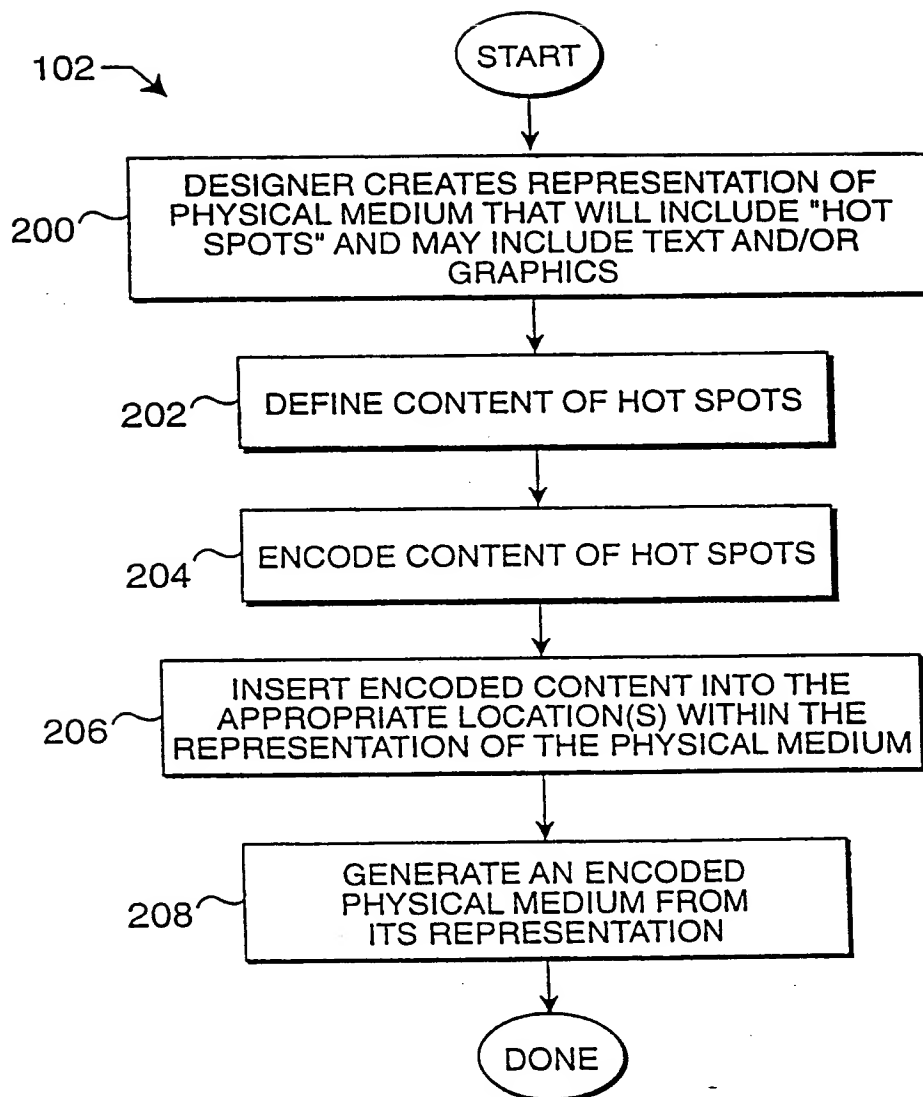 START
102
DESIGNER CREATES REPRESENTATION OF
PHYSICAL MEDIUM THAT WILL INCLUDE "HOT
SPOTS" AND MAY INCLUDE TEXT AND/OR
GRAPHICS
200
DEFINE CONTENT OF HOT SPOTS
202
ENCODE CONTENT OF HOT SPOTS
204
INSERT ENCODED CONTENT INTO THE
APPROPRIATE LOCATION(S) WITHIN THE
REPRESENTATION OF THE PHYSICAL MEDIUM
206
GENERATE AN ENCODED
PHYSICAL MEDIUM FROM
ITS REPRESENTATION
208
DONE